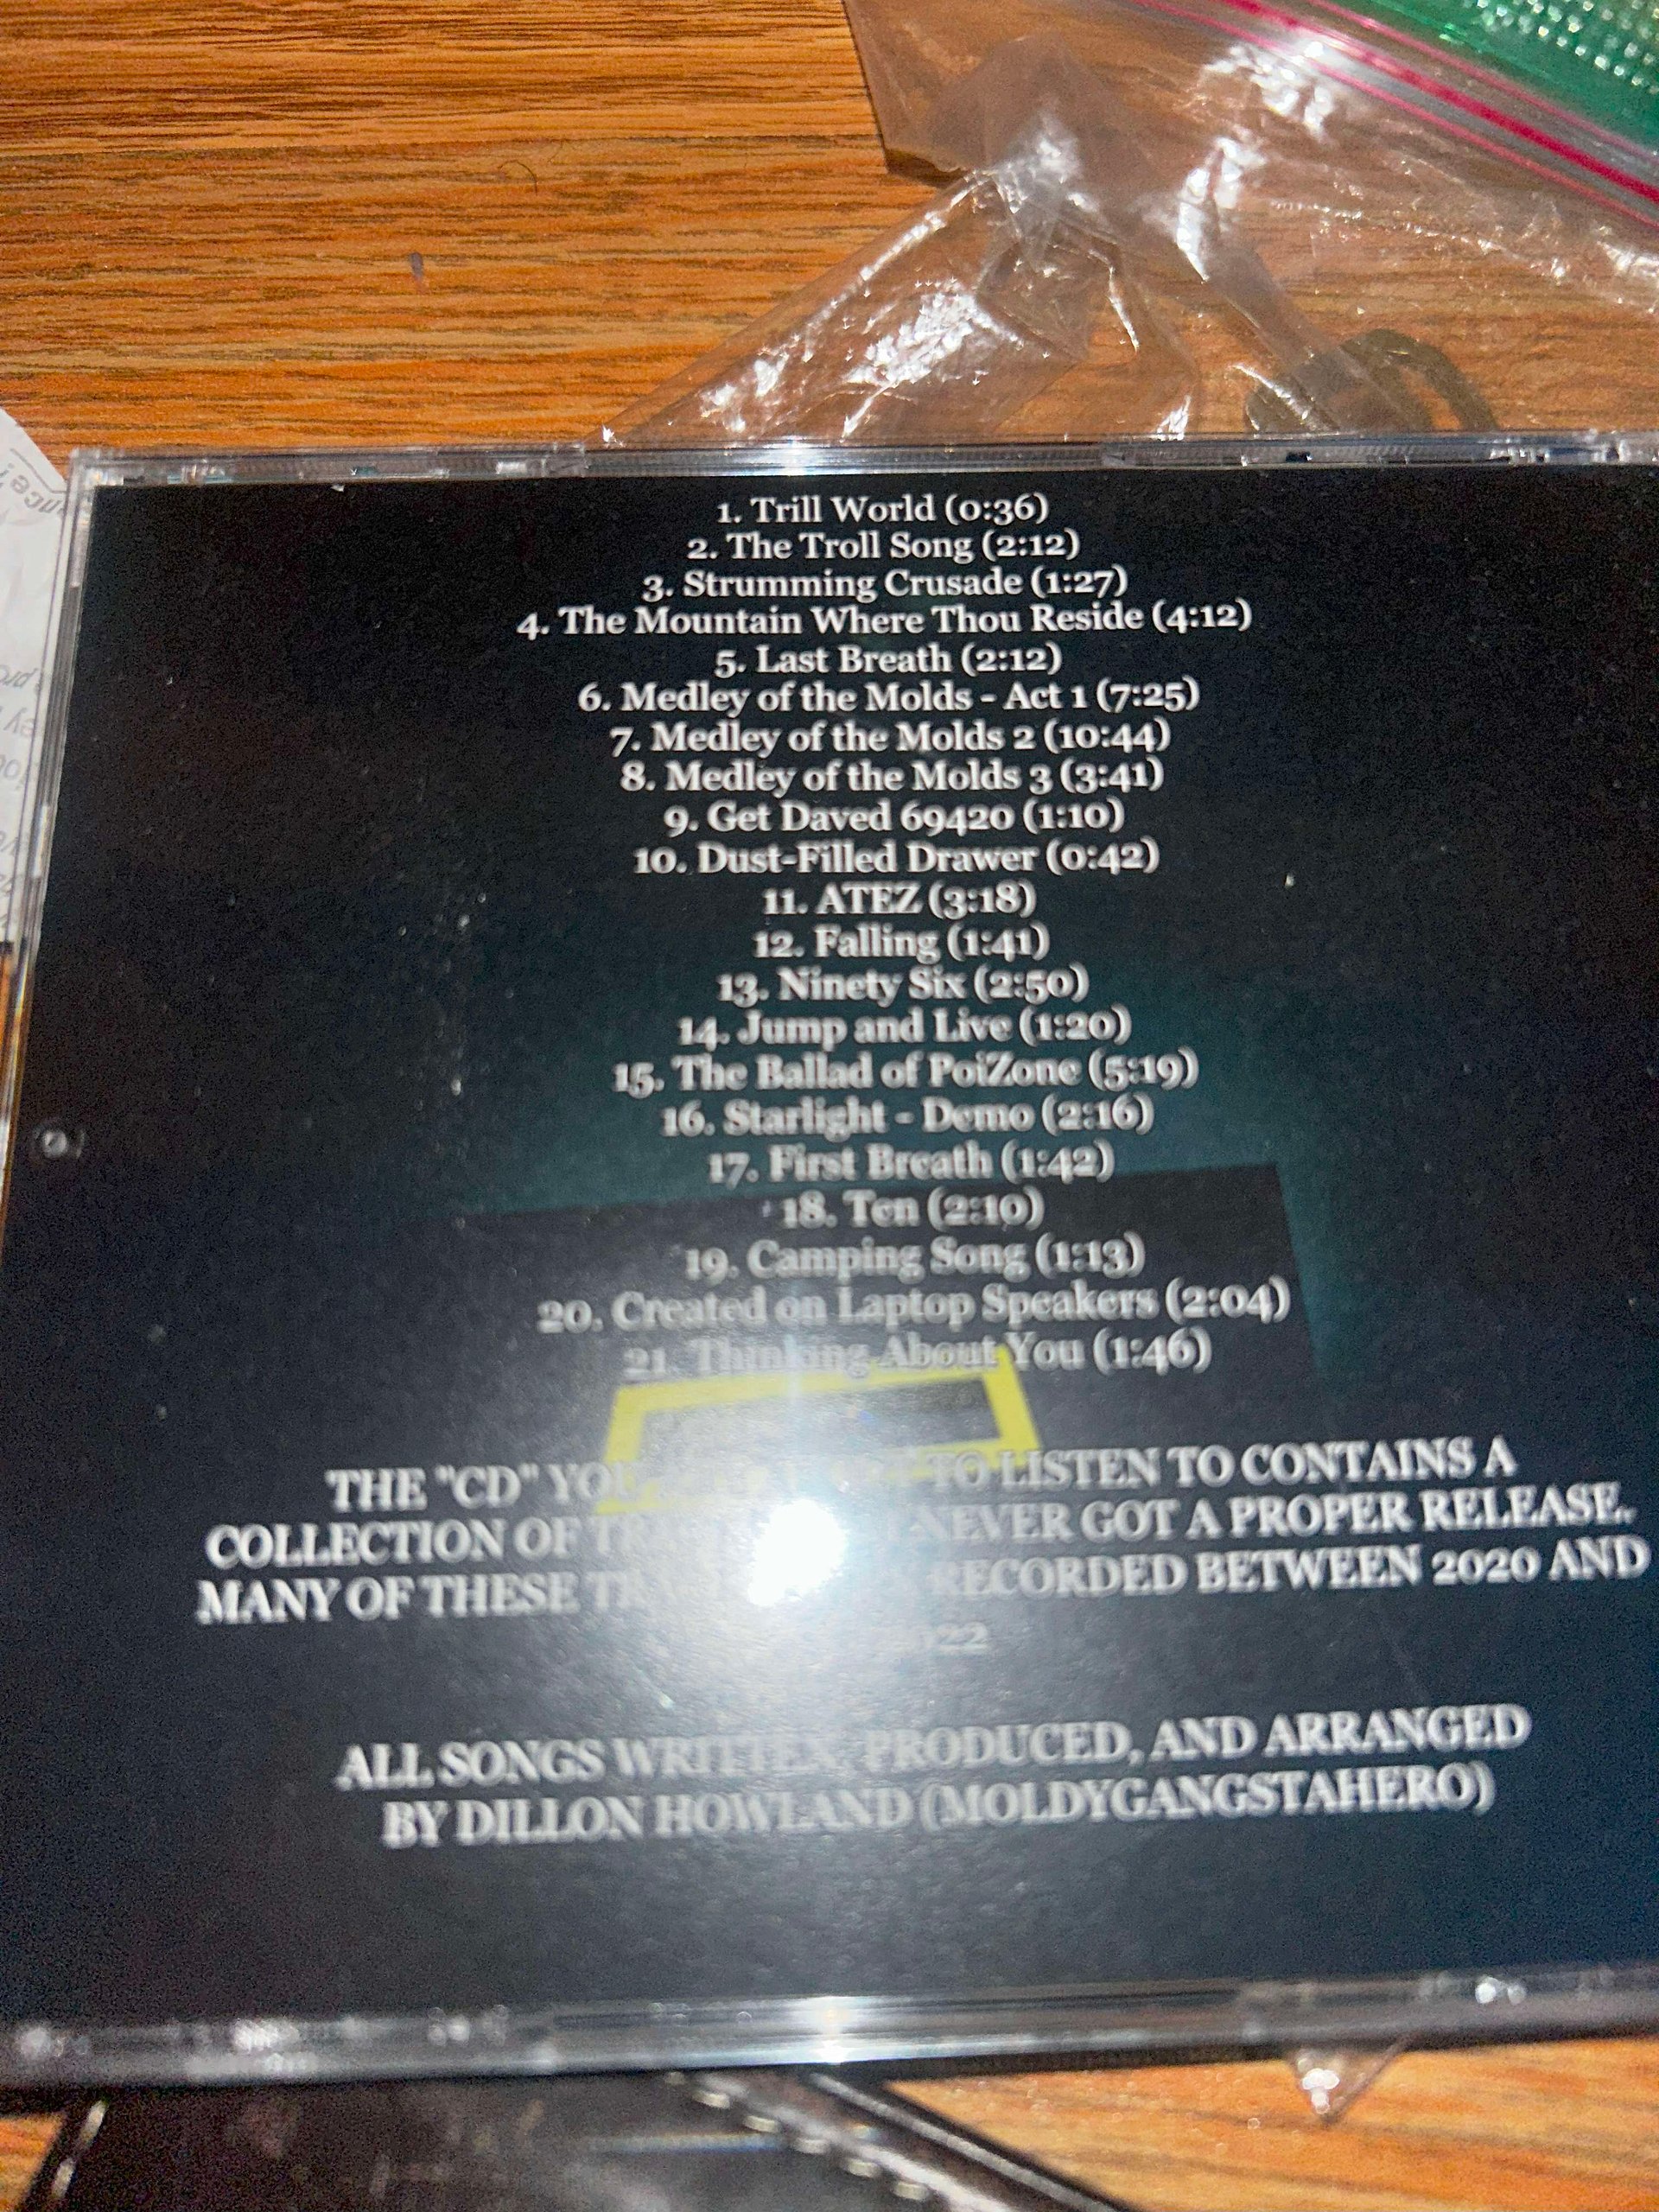 1. Trill World (0:36)
2. The Troll Song (2:12)
3. Strumming Crusade (1:27)
4. The Mountain Where Thou Reside (4:12)
5. Last Breath (2:12)
6. Medley of the Molds - Act 1 (7:25)
7. Medley of the Molds 2 (10:44)
8. Medley of the Molds 3 (3:41)
9. Get Daved 69420 (1:10)
10. Dust-Filled Drawer (0:42)
11. ATEZ (3:18)
12. Falling (1:41)
13. Ninety Six (2:50)
14. Jump and Live (1:20)
15. The Ballad of PoiZone (5:19)
16. Starlight - Demo (2:16)
17. First Breath (1:42)
18. Ten (2:10)
19. Camping Song (1:13)
20. Created on Laptop Speakers (2:04)
21. Thinking About You (1:46)
THE "CD" TO LISTEN TO CONTAINS A
COLLECTION OF NEVER GOT A PROPER RELEASE.
MANY OF THESE RECORDED BETWEEN 2020 AND
ALL SONGS WRITTEN, PRODUCED, AND ARRANGED
BY DILLON HOWLAND (MOLDYGANGSTAHERO)